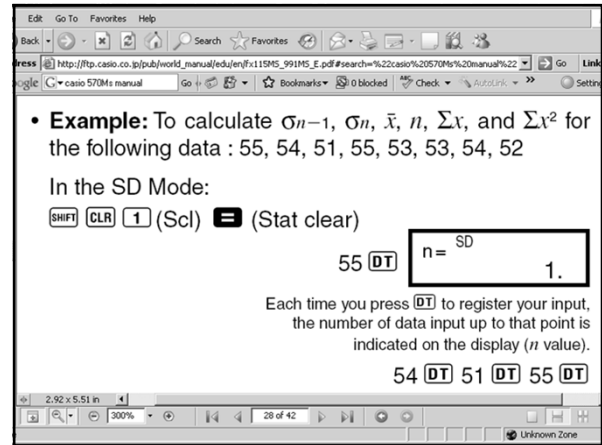 Edit Go To Favorites Help
Back Search Favorites
ress http://ftp.casio.co.jp/pub/world_manual/edu/en/fx115MS_991MS_E.pdf#search=%22casio%20570Ms%20manual%22 Go Link
ogle G casio 570Ms manual Go Bookmarks 0 blocked Check AutoLink » Settin
• Example: To calculate σn−1, σn, x̄, n, Σx, and Σx² for
the following data : 55, 54, 51, 55, 53, 53, 54, 52
In the SD Mode:
SHIFT CLR 1 (Scl) = (Stat clear)
55 DT n= SD
1.
Each time you press DT to register your input,
the number of data input up to that point is
indicated on the display (n value).
54 DT 51 DT 55 DT
2.92 x 5.51 in
300% 28 of 42
Unknown Zone